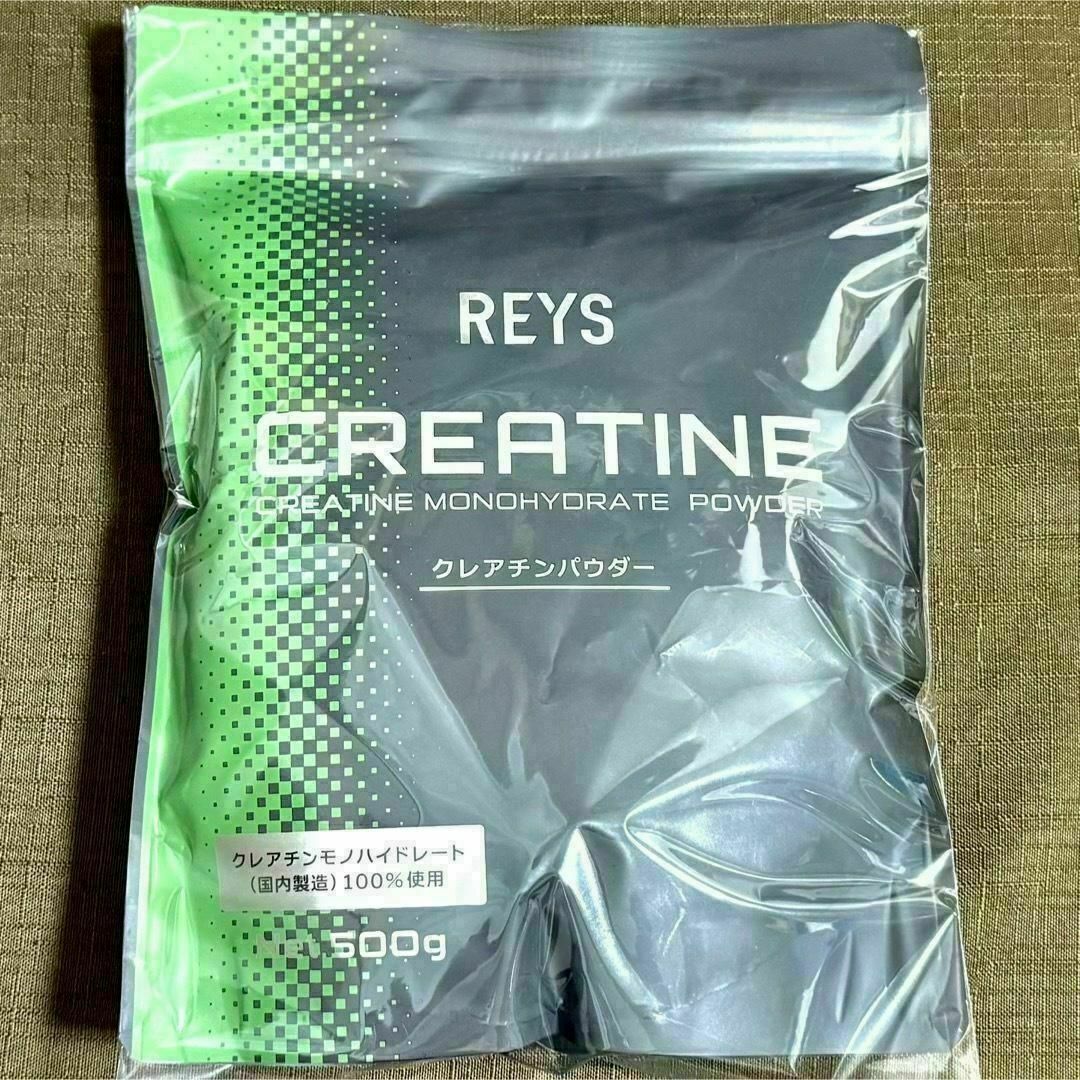 REYS
CREATINE
CREATINE MONOHYDRATE POWDER
クレアチンパウダー
クレアチンモノハイドレート
(国内製造)100%使用
Net.500g